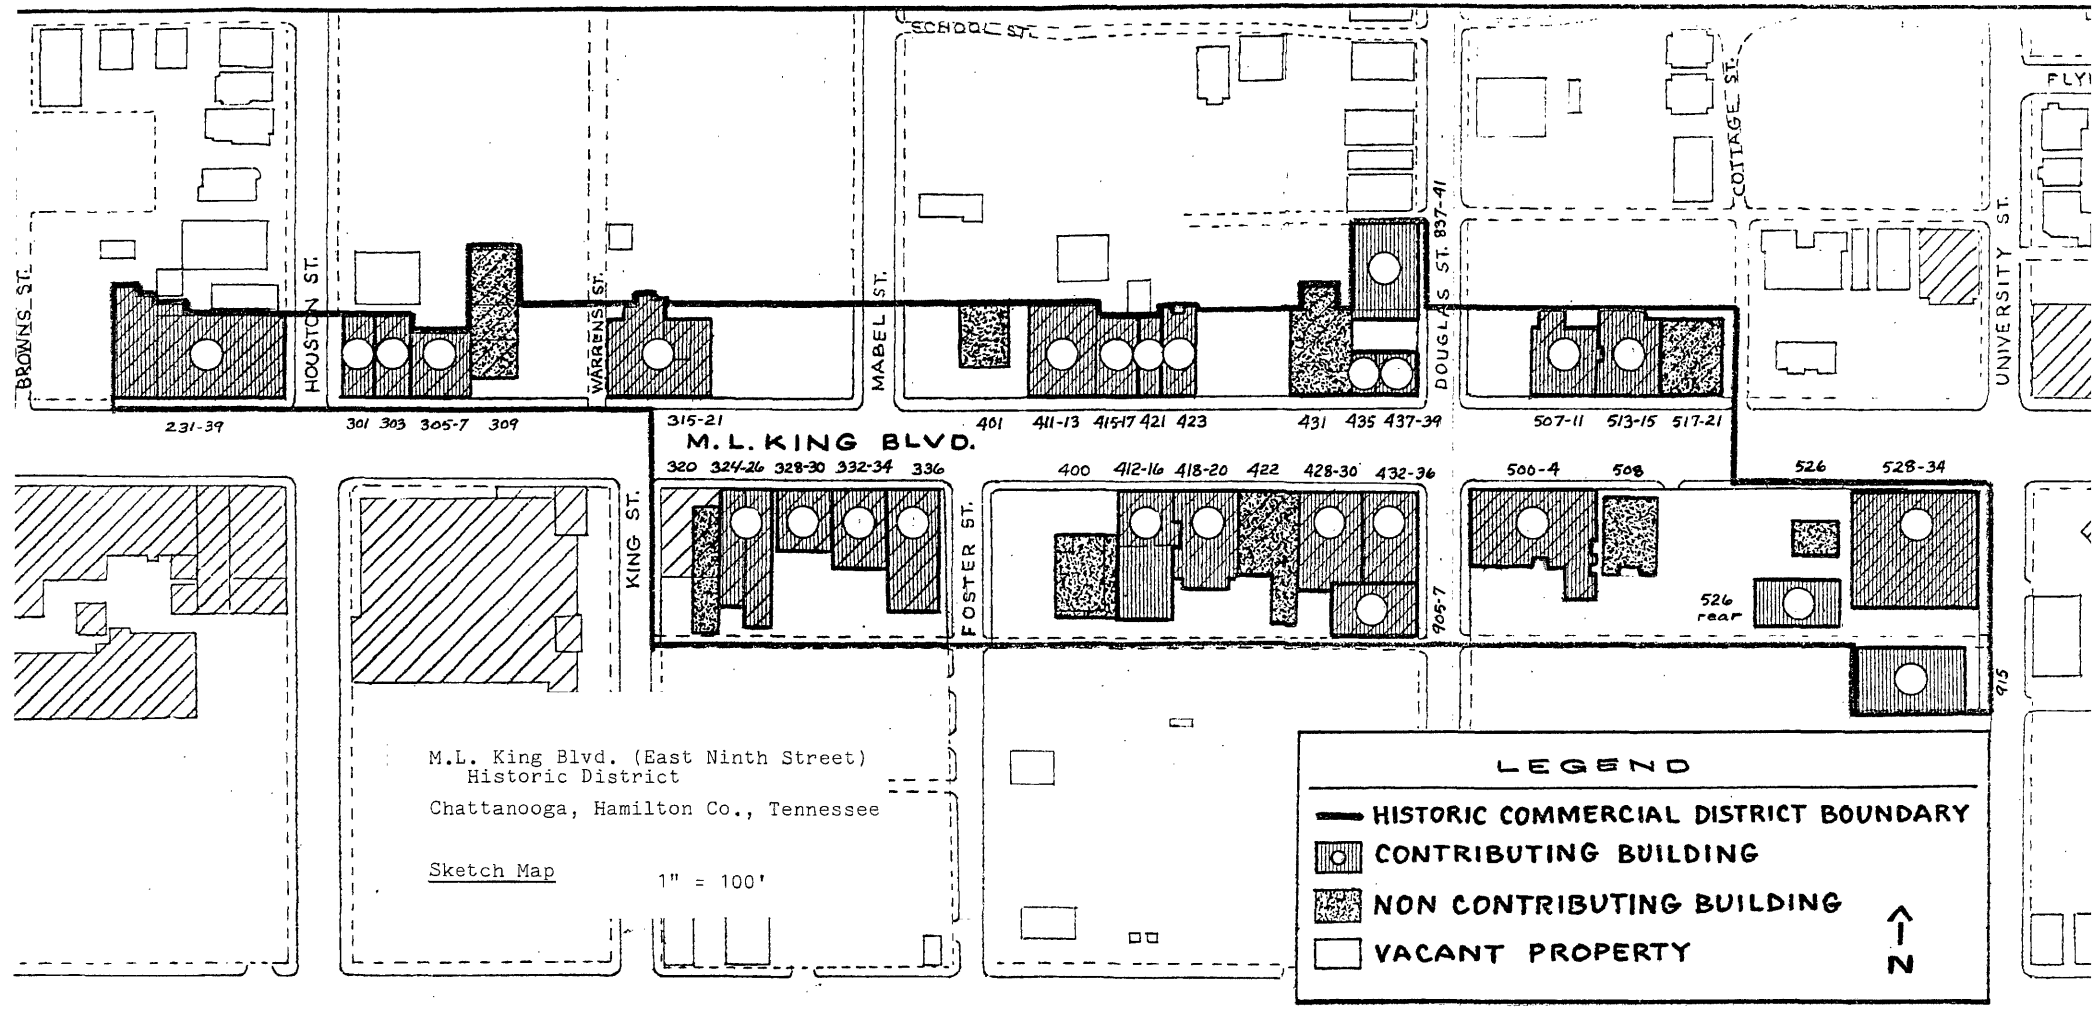 SCHOOL ST.
COTTAGE ST.
FLY
BROWNS ST.
HOUSTON ST.
WARRENS ST.
MABEL ST.
DOUGLAS ST.
837-41
UNIVERSITY ST.
231-39
301
303
305-7
309
315-21
401
411-13
415-17
421
423
431
435
437-39
507-11
513-15
517-21
M.L. KING BLVD.
320
324-26
328-30
332-34
336
400
412-16
418-20
422
428-30
432-36
500-4
508
526
528-34
KING ST.
FOSTER ST.
905-7
526
rear
915
M.L. King Blvd. (East Ninth Street)
Historic District
Chattanooga, Hamilton Co., Tennessee
Sketch Map
1" = 100'
LEGEND
HISTORIC COMMERCIAL DISTRICT BOUNDARY
CONTRIBUTING BUILDING
NON CONTRIBUTING BUILDING
VACANT PROPERTY
N